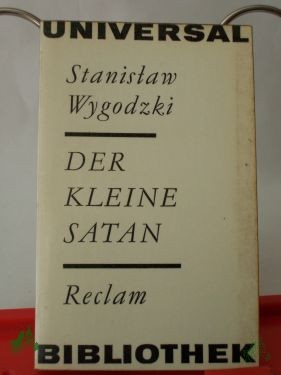 UNIVERSAL
Stanisław
Wygodzki
DER
KLEINE
SATAN
Reclam
BIBLIOTHEK